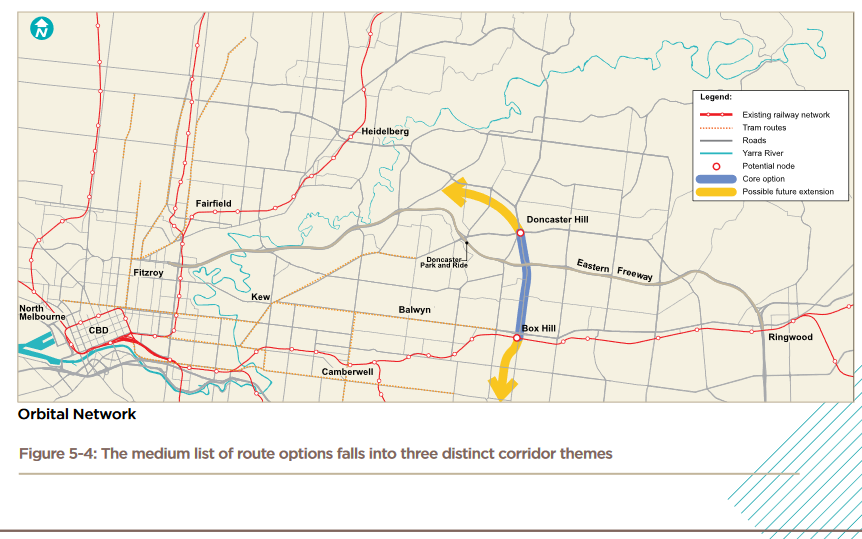 N
Legend:
Existing railway network
Tram routes
Roads
Yarra River
Potential node
Core option
Possible future extension
Heidelberg
Fairfield
Doncaster Hill
Doncaster
Park and Ride
Eastern Freeway
Fitzroy
Kew
North
Melbourne
CBD
Balwyn
Box Hill
Ringwood
Camberwell
Orbital Network
Figure 5-4: The medium list of route options falls into three distinct corridor themes